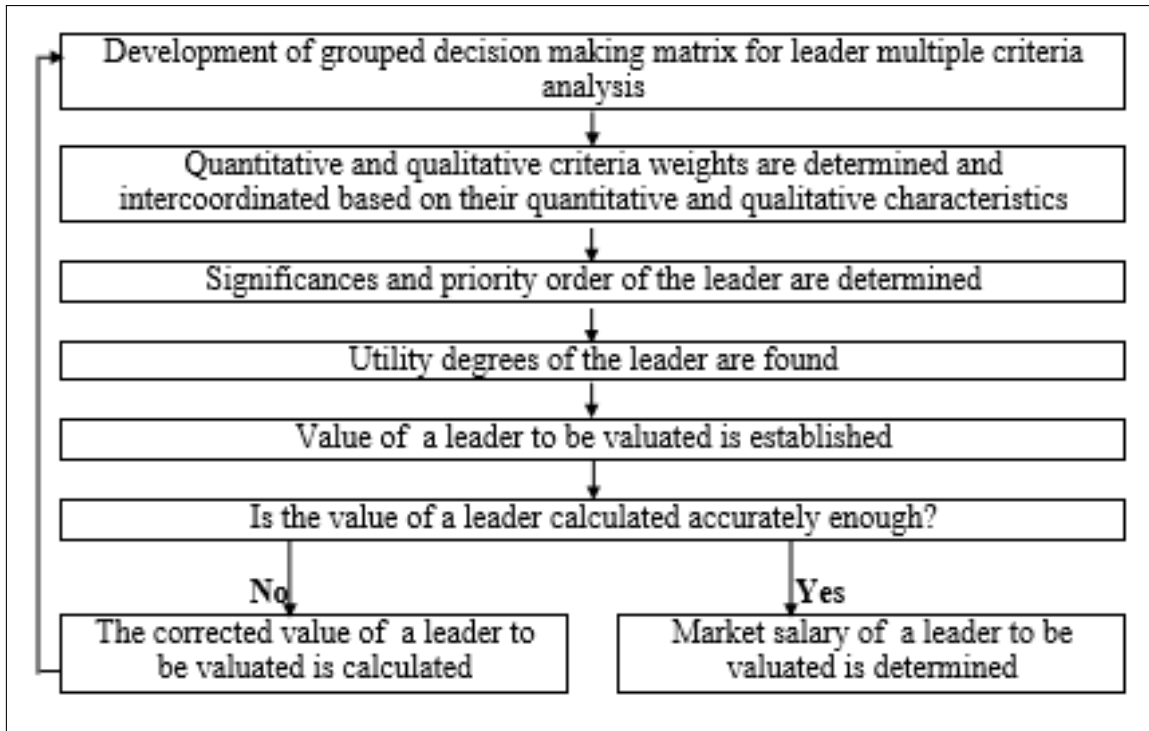 Development of grouped decision making matrix for leader multiple criteria
analysis
Quantitative and qualitative criteria weights are determined and
intercoordinated based on their quantitative and qualitative characteristics
Significances and priority order of the leader are determined
Utility degrees of the leader are found
Value of a leader to be valuated is established
Is the value of a leader calculated accurately enough?
No
Yes
The corrected value of a leader to
be valuated is calculated
Market salary of a leader to be
valuated is determined